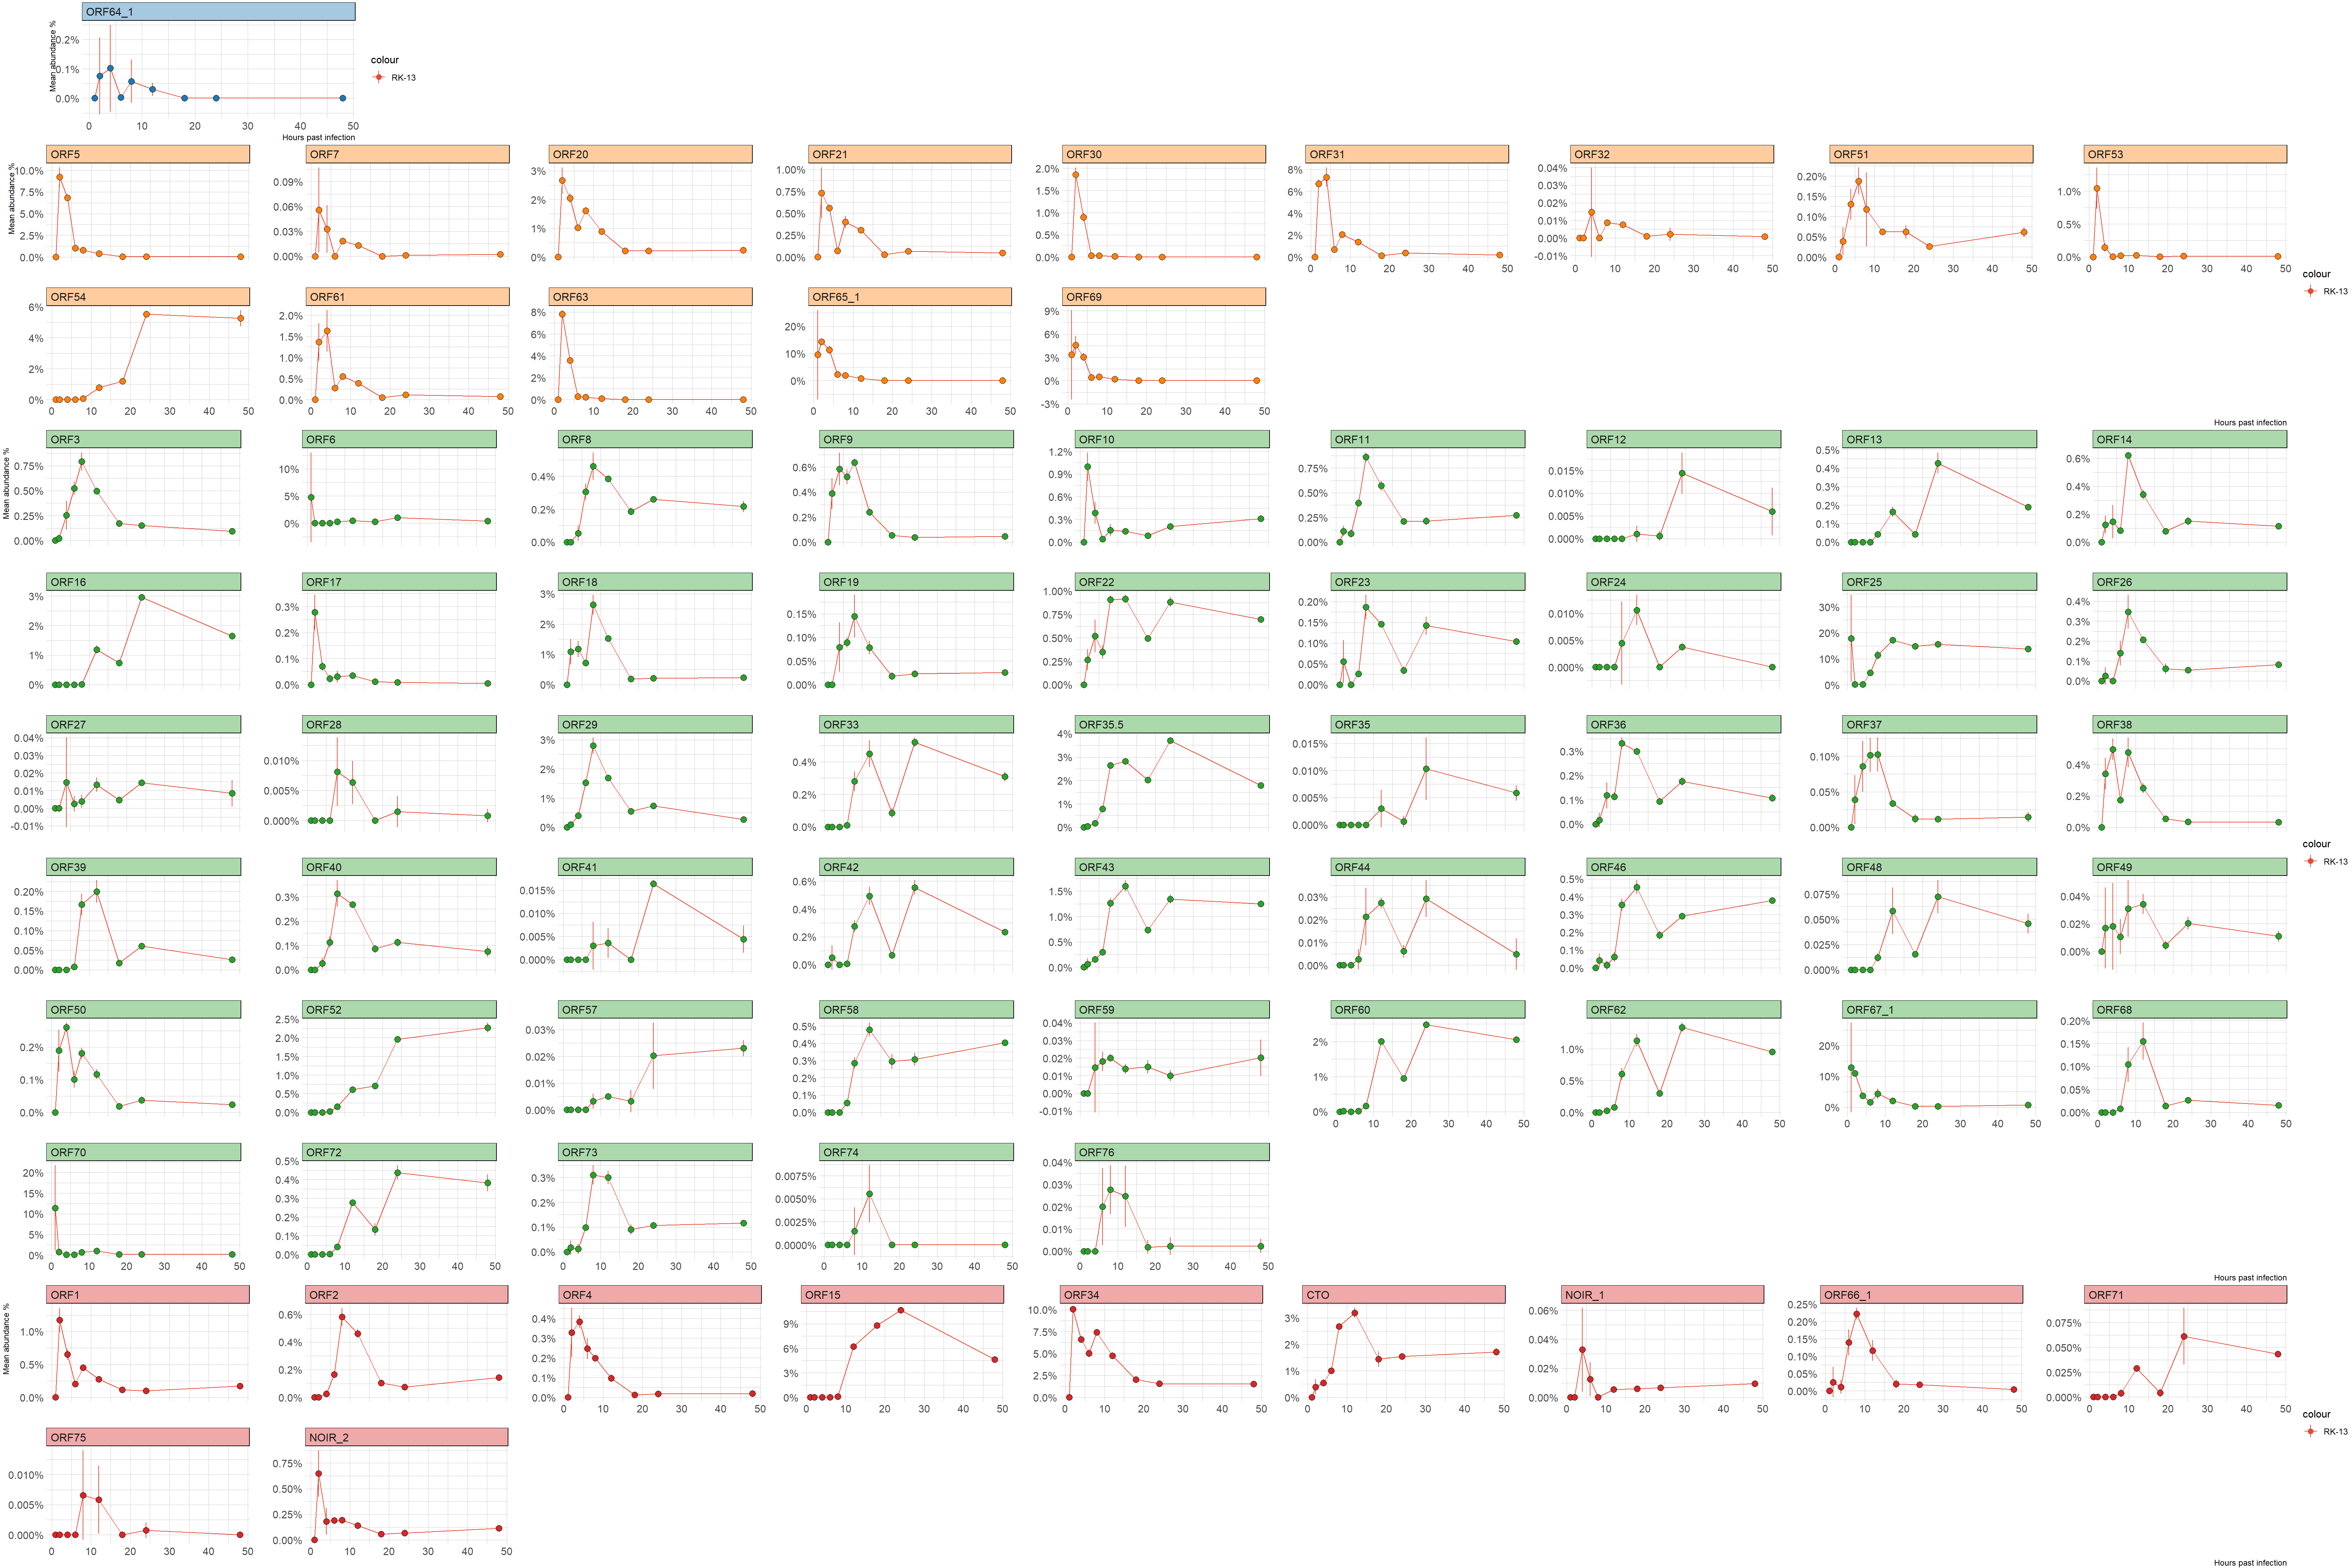 ORF64_1
Mean abundance %
0.2%
0.1%
0.0%
0 10 20 30 40 50
Hours past infection
colour
RK-13
Mean abundance %
ORF5
10.0%
7.5%
5.0%
2.5%
0.0%
ORF7
0.09%
0.06%
0.03%
0.00%
ORF20
3%
2%
1%
0%
ORF21
1.00%
0.75%
0.50%
0.25%
0.00%
ORF30
2.0%
1.5%
1.0%
0.5%
0.0%
ORF31
8%
6%
4%
2%
0%
0 10 20 30 40 50
ORF32
0.04%
0.03%
0.02%
0.01%
0.00%
-0.01%
0 10 20 30 40 50
ORF51
0.20%
0.15%
0.10%
0.05%
0.00%
0 10 20 30 40 50
ORF53
1.0%
0.5%
0.0%
0 10 20 30 40 50
colour
RK-13
ORF54
6%
4%
2%
0%
0 10 20 30 40 50
ORF61
2.0%
1.5%
1.0%
0.5%
0.0%
0 10 20 30 40 50
ORF63
8%
6%
4%
2%
0%
0 10 20 30 40 50
ORF65_1
20%
10%
0%
0 10 20 30 40 50
ORF69
9%
6%
3%
0%
-3%
0 10 20 30 40 50
Hours past infection
Mean abundance %
ORF3
0.75%
0.50%
0.25%
0.00%
ORF6
10%
5%
0%
ORF8
0.4%
0.2%
0.0%
ORF9
0.6%
0.4%
0.2%
0.0%
ORF10
1.2%
0.9%
0.6%
0.3%
0.0%
ORF11
0.75%
0.50%
0.25%
0.00%
ORF12
0.015%
0.010%
0.005%
0.000%
ORF13
0.5%
0.4%
0.3%
0.2%
0.1%
0.0%
ORF14
0.6%
0.4%
0.2%
0.0%
ORF16
3%
2%
1%
0%
ORF17
0.3%
0.2%
0.1%
0.0%
ORF18
3%
2%
1%
0%
ORF19
0.15%
0.10%
0.05%
0.00%
ORF22
1.00%
0.75%
0.50%
0.25%
0.00%
ORF23
0.20%
0.15%
0.10%
0.05%
0.00%
ORF24
0.010%
0.005%
0.000%
ORF25
30%
20%
10%
0%
ORF26
0.4%
0.3%
0.2%
0.1%
0.0%
ORF27
0.04%
0.03%
0.02%
0.01%
0.00%
-0.01%
ORF28
0.010%
0.005%
0.000%
ORF29
3%
2%
1%
0%
ORF33
0.4%
0.2%
0.0%
ORF35.5
4%
3%
2%
1%
0%
ORF35
0.015%
0.010%
0.005%
0.000%
ORF36
0.3%
0.2%
0.1%
0.0%
ORF37
0.10%
0.05%
0.00%
ORF38
0.4%
0.2%
0.0%
colour
RK-13
ORF39
0.20%
0.15%
0.10%
0.05%
0.00%
ORF40
0.3%
0.2%
0.1%
0.0%
ORF41
0.015%
0.010%
0.005%
0.000%
ORF42
0.6%
0.4%
0.2%
0.0%
ORF43
1.5%
1.0%
0.5%
0.0%
ORF44
0.03%
0.02%
0.01%
0.00%
ORF46
0.5%
0.4%
0.3%
0.2%
0.1%
0.0%
ORF48
0.075%
0.050%
0.025%
0.000%
ORF49
0.04%
0.02%
0.00%
ORF50
0.2%
0.1%
0.0%
ORF52
2.5%
2.0%
1.5%
1.0%
0.5%
0.0%
ORF57
0.03%
0.02%
0.01%
0.00%
ORF58
0.5%
0.4%
0.3%
0.2%
0.1%
0.0%
ORF59
0.04%
0.03%
0.02%
0.01%
0.00%
-0.01%
ORF60
2%
1%
0%
0 10 20 30 40 50
ORF62
1.0%
0.5%
0.0%
0 10 20 30 40 50
ORF67_1
20%
10%
0%
0 10 20 30 40 50
ORF68
0.20%
0.15%
0.10%
0.05%
0.00%
0 10 20 30 40 50
ORF70
20%
15%
10%
5%
0%
0 10 20 30 40 50
ORF72
0.5%
0.4%
0.3%
0.2%
0.1%
0.0%
0 10 20 30 40 50
ORF73
0.3%
0.2%
0.1%
0.0%
0 10 20 30 40 50
ORF74
0.0075%
0.0050%
0.0025%
0.0000%
0 10 20 30 40 50
ORF76
0.04%
0.03%
0.02%
0.01%
0.00%
0 10 20 30 40 50
Hours past infection
Mean abundance %
ORF1
1.0%
0.5%
0.0%
ORF2
0.6%
0.4%
0.2%
0.0%
ORF4
0.4%
0.3%
0.2%
0.1%
0.0%
0 10 20 30 40 50
ORF15
9%
6%
3%
0%
0 10 20 30 40 50
ORF34
10.0%
7.5%
5.0%
2.5%
0.0%
0 10 20 30 40 50
CTO
3%
2%
1%
0%
0 10 20 30 40 50
NOIR_1
0.06%
0.04%
0.02%
0.00%
0 10 20 30 40 50
ORF66_1
0.25%
0.20%
0.15%
0.10%
0.05%
0.00%
0 10 20 30 40 50
ORF71
0.075%
0.050%
0.025%
0.000%
0 10 20 30 40 50
colour
RK-13
ORF75
0.010%
0.005%
0.000%
0 10 20 30 40 50
NOIR_2
0.75%
0.50%
0.25%
0.00%
0 10 20 30 40 50
Hours past infection